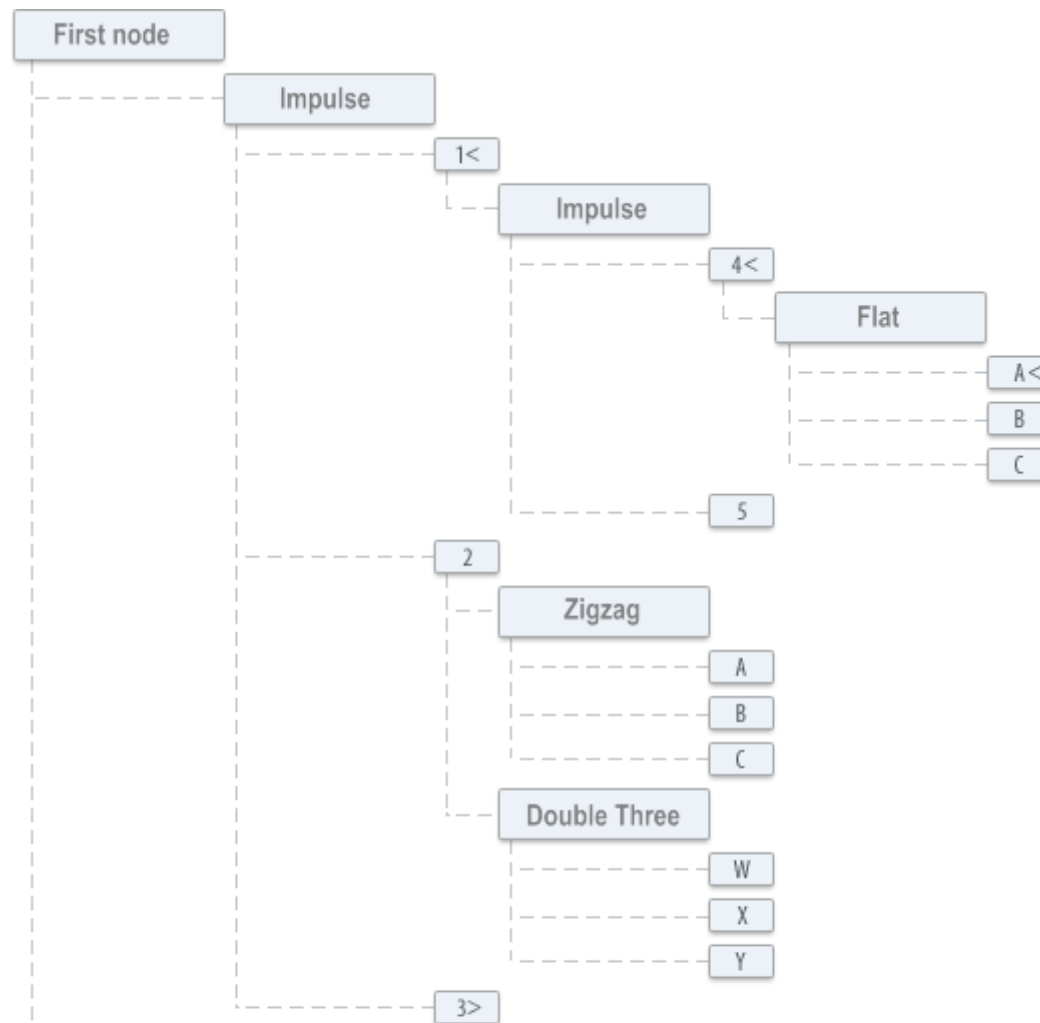 First node
Impulse
1<
Impulse
4<
Flat
A<
B
C
5
2
Zigzag
A
B
C
Double Three
W
X
Y
3>